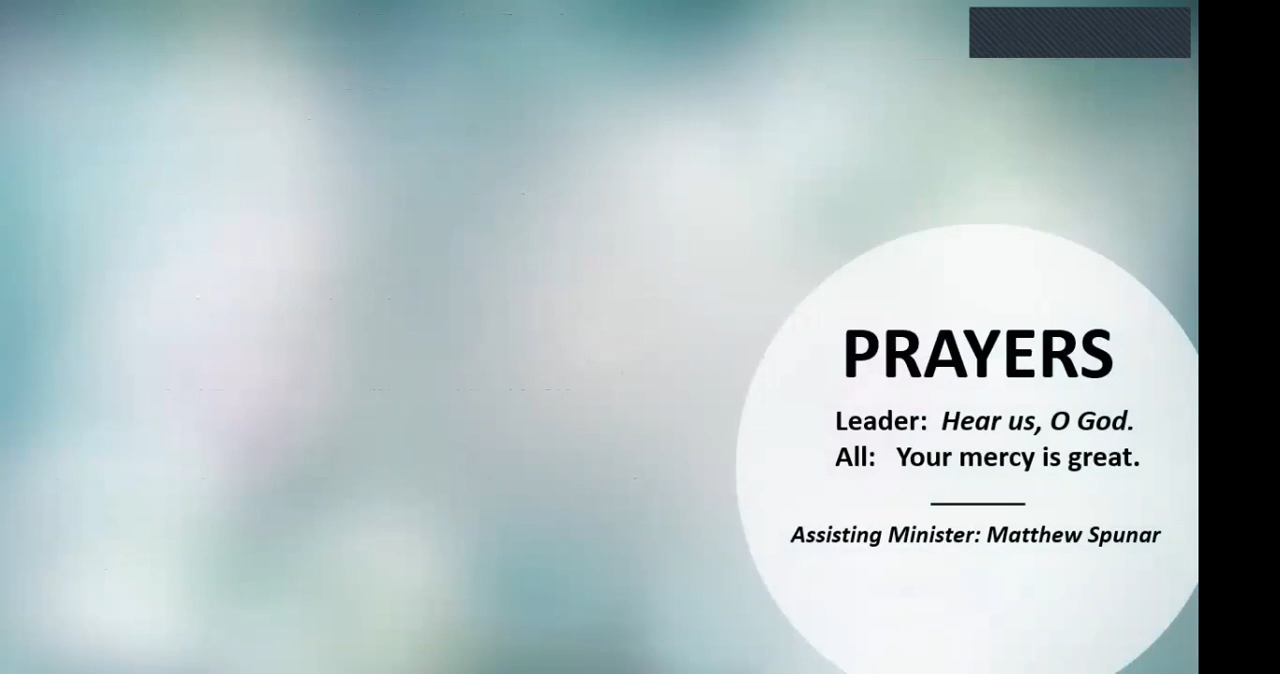 PRAYERS
Leader: Hear us, O God.
All: Your mercy is great.
Assisting Minister: Matthew Spunar